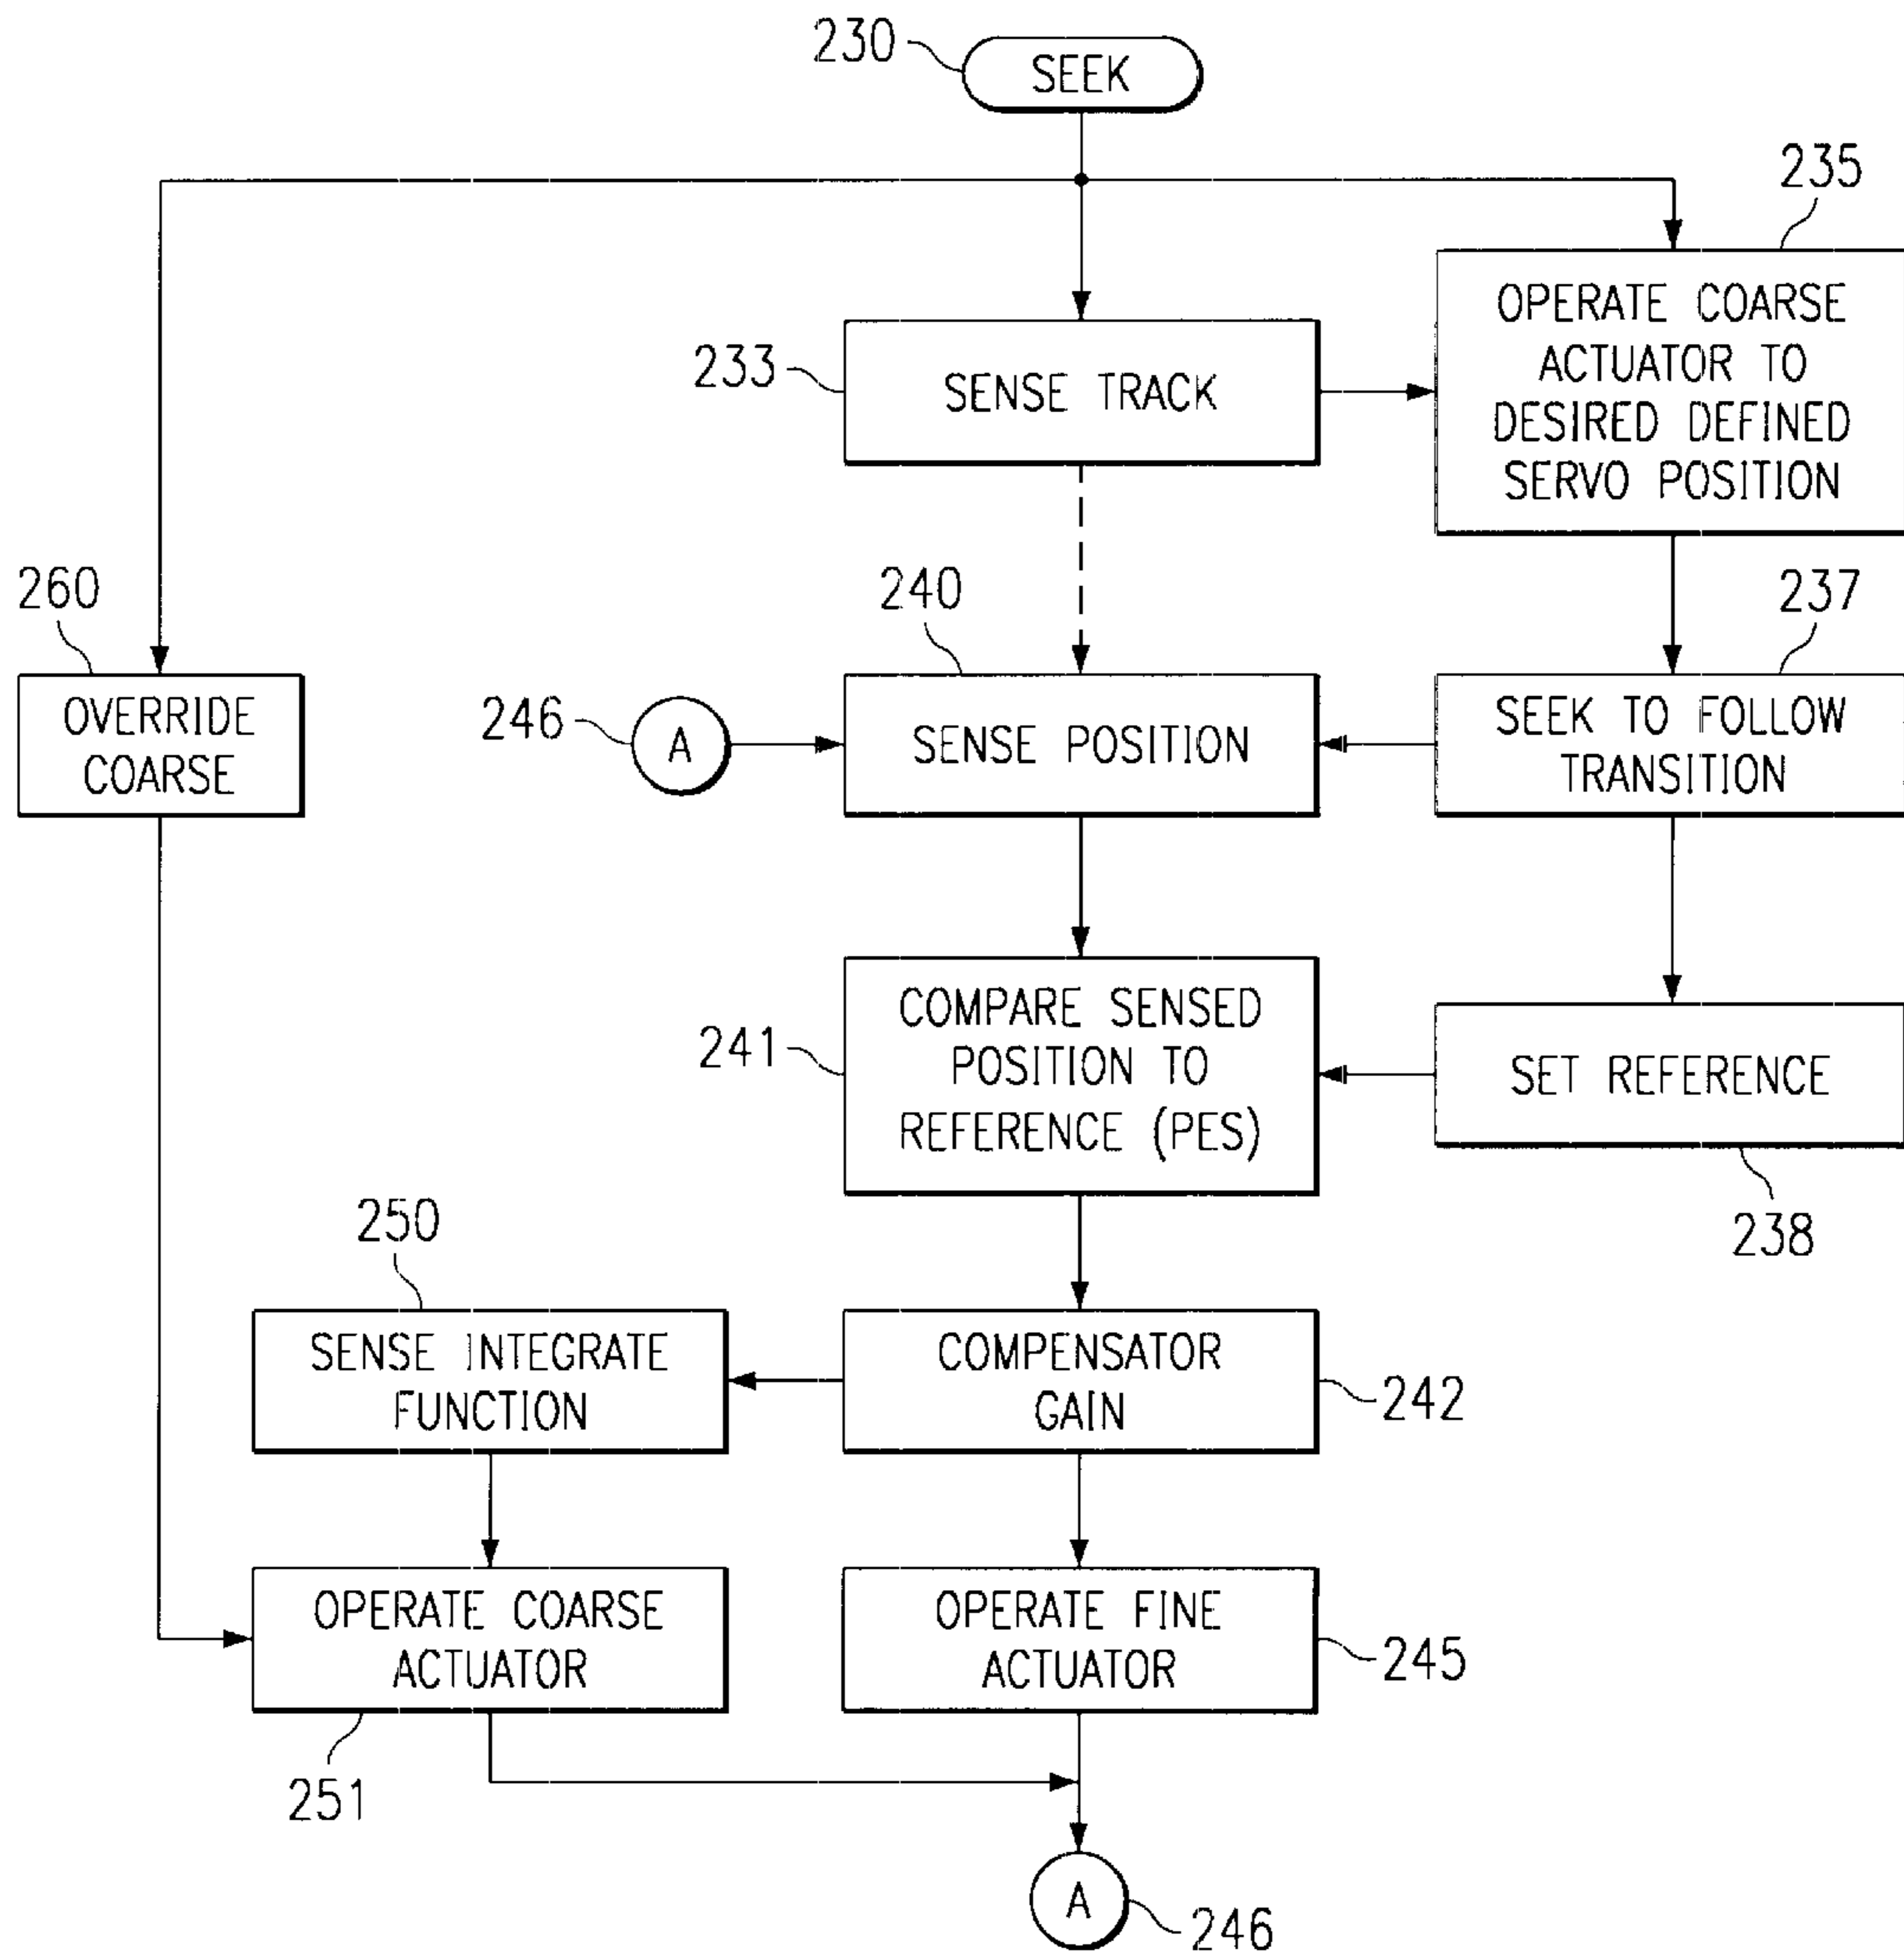 230
SEEK
235
OPERATE COARSE
ACTUATOR TO
DESIRED DEFINED
SERVO POSITION
233
SENSE TRACK
260
OVERRIDE
COARSE
240
SENSE POSITION
246
A
237
SEEK TO FOLLOW
TRANSITION
241
COMPARE SENSED
POSITION TO
REFERENCE (PES)
SET REFERENCE
238
250
SENSE INTEGRATE
FUNCTION
COMPENSATOR
GAIN
242
OPERATE COARSE
ACTUATOR
251
OPERATE FINE
ACTUATOR
245
A
246